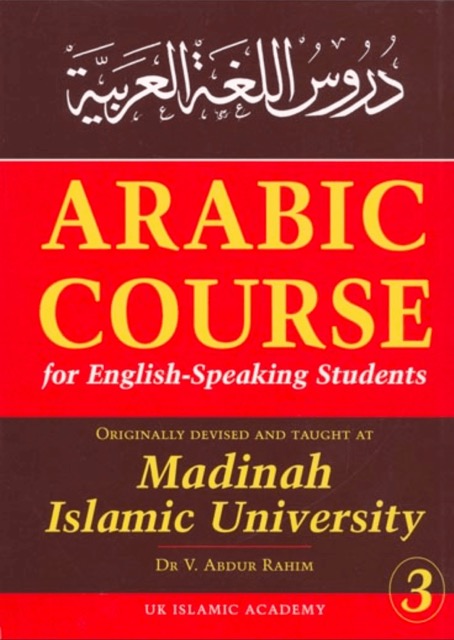 دُرُوسُ اللُّغَةِ الْعَرَبِيَّةِ
ARABIC
COURSE
for English-Speaking Students
ORIGINALLY DEVISED AND TAUGHT AT
Madinah
Islamic University
DR V. ABDUR RAHIM
3
UK ISLAMIC ACADEMY